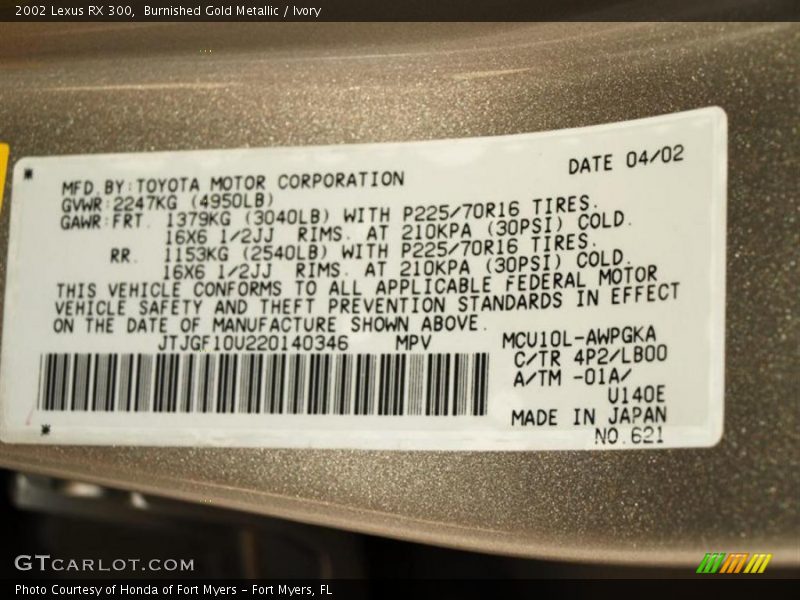 2002 Lexus RX 300,  Burnished Gold Metallic / Ivory
DATE 04/02
MFD.BY:TOYOTA MOTOR CORPORATION
GVWR:2247KG (4950LB)
GAWR:FRT. 1379KG (3040LB) WITH P225/70R16 TIRES.
16X6 1/2JJ RIMS. AT 210KPA (30PSI) COLD.
RR. 1153KG (2540LB) WITH P225/70R16 TIRES.
16X6 1/2JJ RIMS. AT 210KPA (30PSI) COLD.
THIS VEHICLE CONFORMS TO ALL APPLICABLE FEDERAL MOTOR
VEHICLE SAFETY AND THEFT PREVENTION STANDARDS IN EFFECT
ON THE DATE OF MANUFACTURE SHOWN ABOVE.
JTJGF10U220140346 MPV
MCU10L-AWPGKA
C/TR 4P2/LB00
A/TM -01A/
U140E
MADE IN JAPAN
NO.621
GTCARLOT.COM
Photo Courtesy of Honda of Fort Myers - Fort Myers, FL